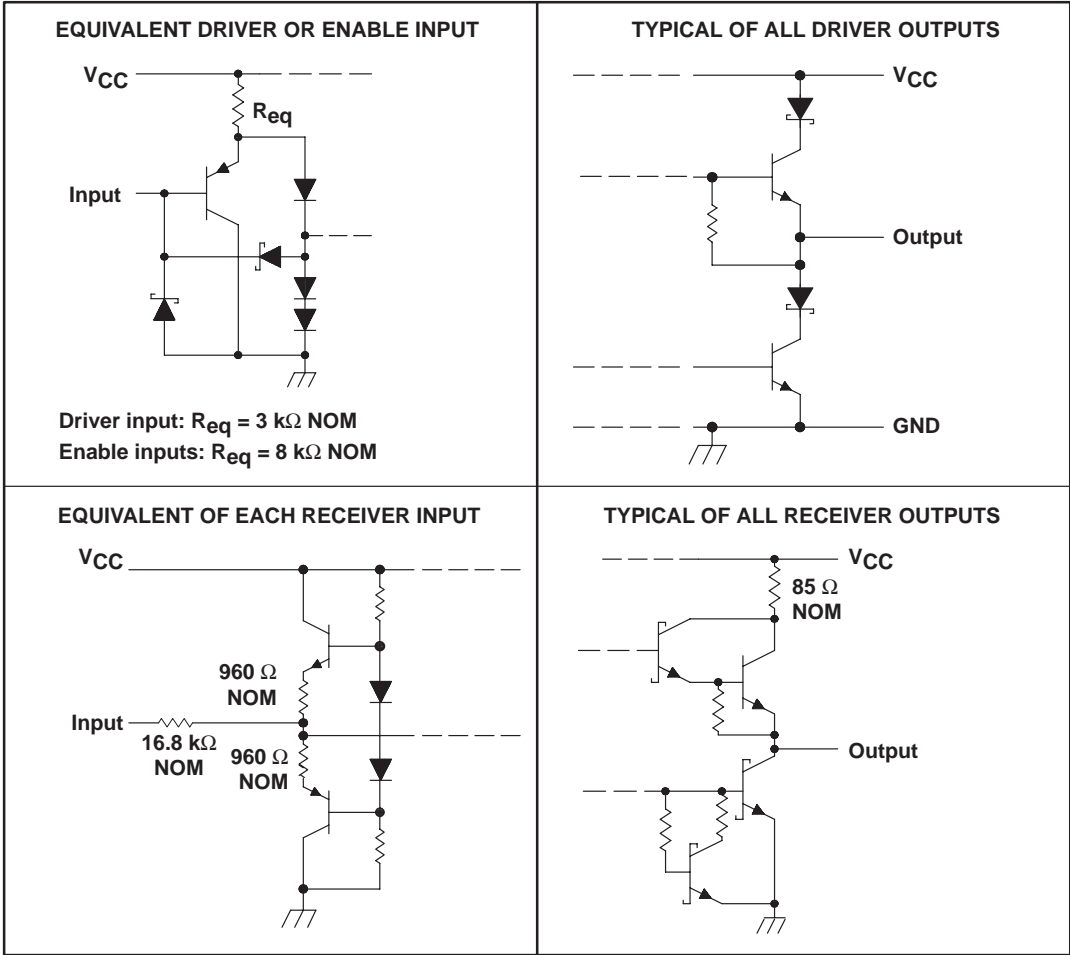 EQUIVALENT DRIVER OR ENABLE INPUT
VCC
Req
Input
Driver input: Req = 3 kΩ NOM
Enable inputs: Req = 8 kΩ NOM
TYPICAL OF ALL DRIVER OUTPUTS
VCC
Output
GND
EQUIVALENT OF EACH RECEIVER INPUT
VCC
960 Ω
NOM
Input
16.8 kΩ
NOM
960 Ω
NOM
TYPICAL OF ALL RECEIVER OUTPUTS
VCC
85 Ω
NOM
Output